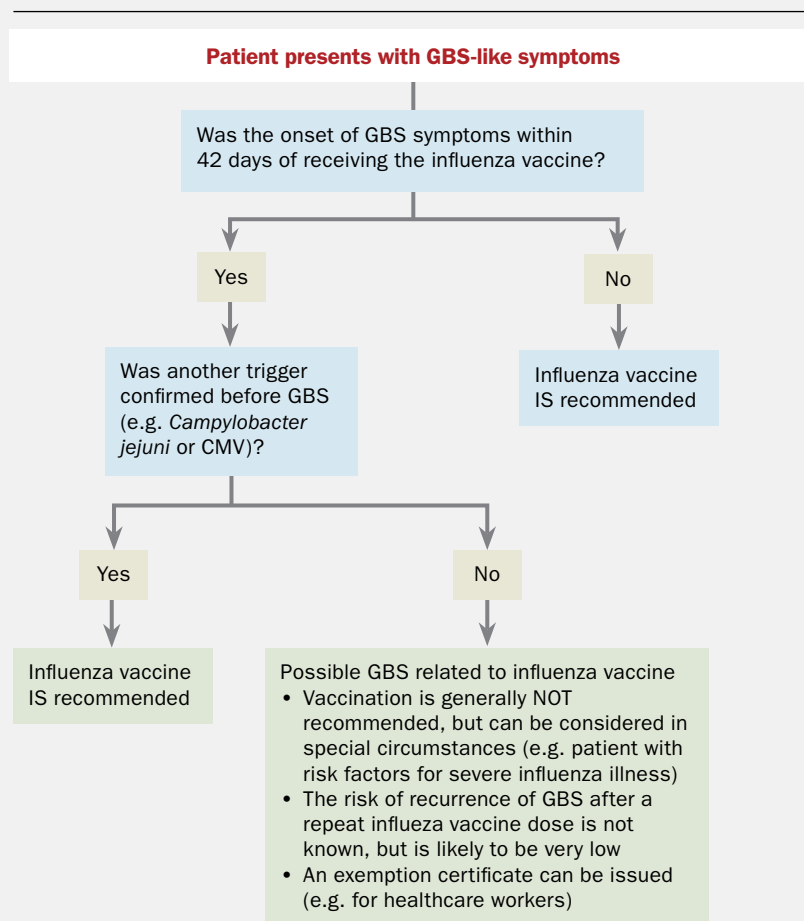 Patient presents with GBS-like symptoms
Was the onset of GBS symptoms within
42 days of receiving the influenza vaccine?
Yes
No
Was another trigger
confirmed before GBS
(e.g. Campylobacter
jejuni or CMV)?
Influenza vaccine
IS recommended
Yes
No
Influenza vaccine
IS recommended
Possible GBS related to influenza vaccine
• Vaccination is generally NOT
recommended, but can be considered in
special circumstances (e.g. patient with
risk factors for severe influenza illness)
• The risk of recurrence of GBS after a
repeat influeza vaccine dose is not
known, but is likely to be very low
• An exemption certificate can be issued
(e.g. for healthcare workers)